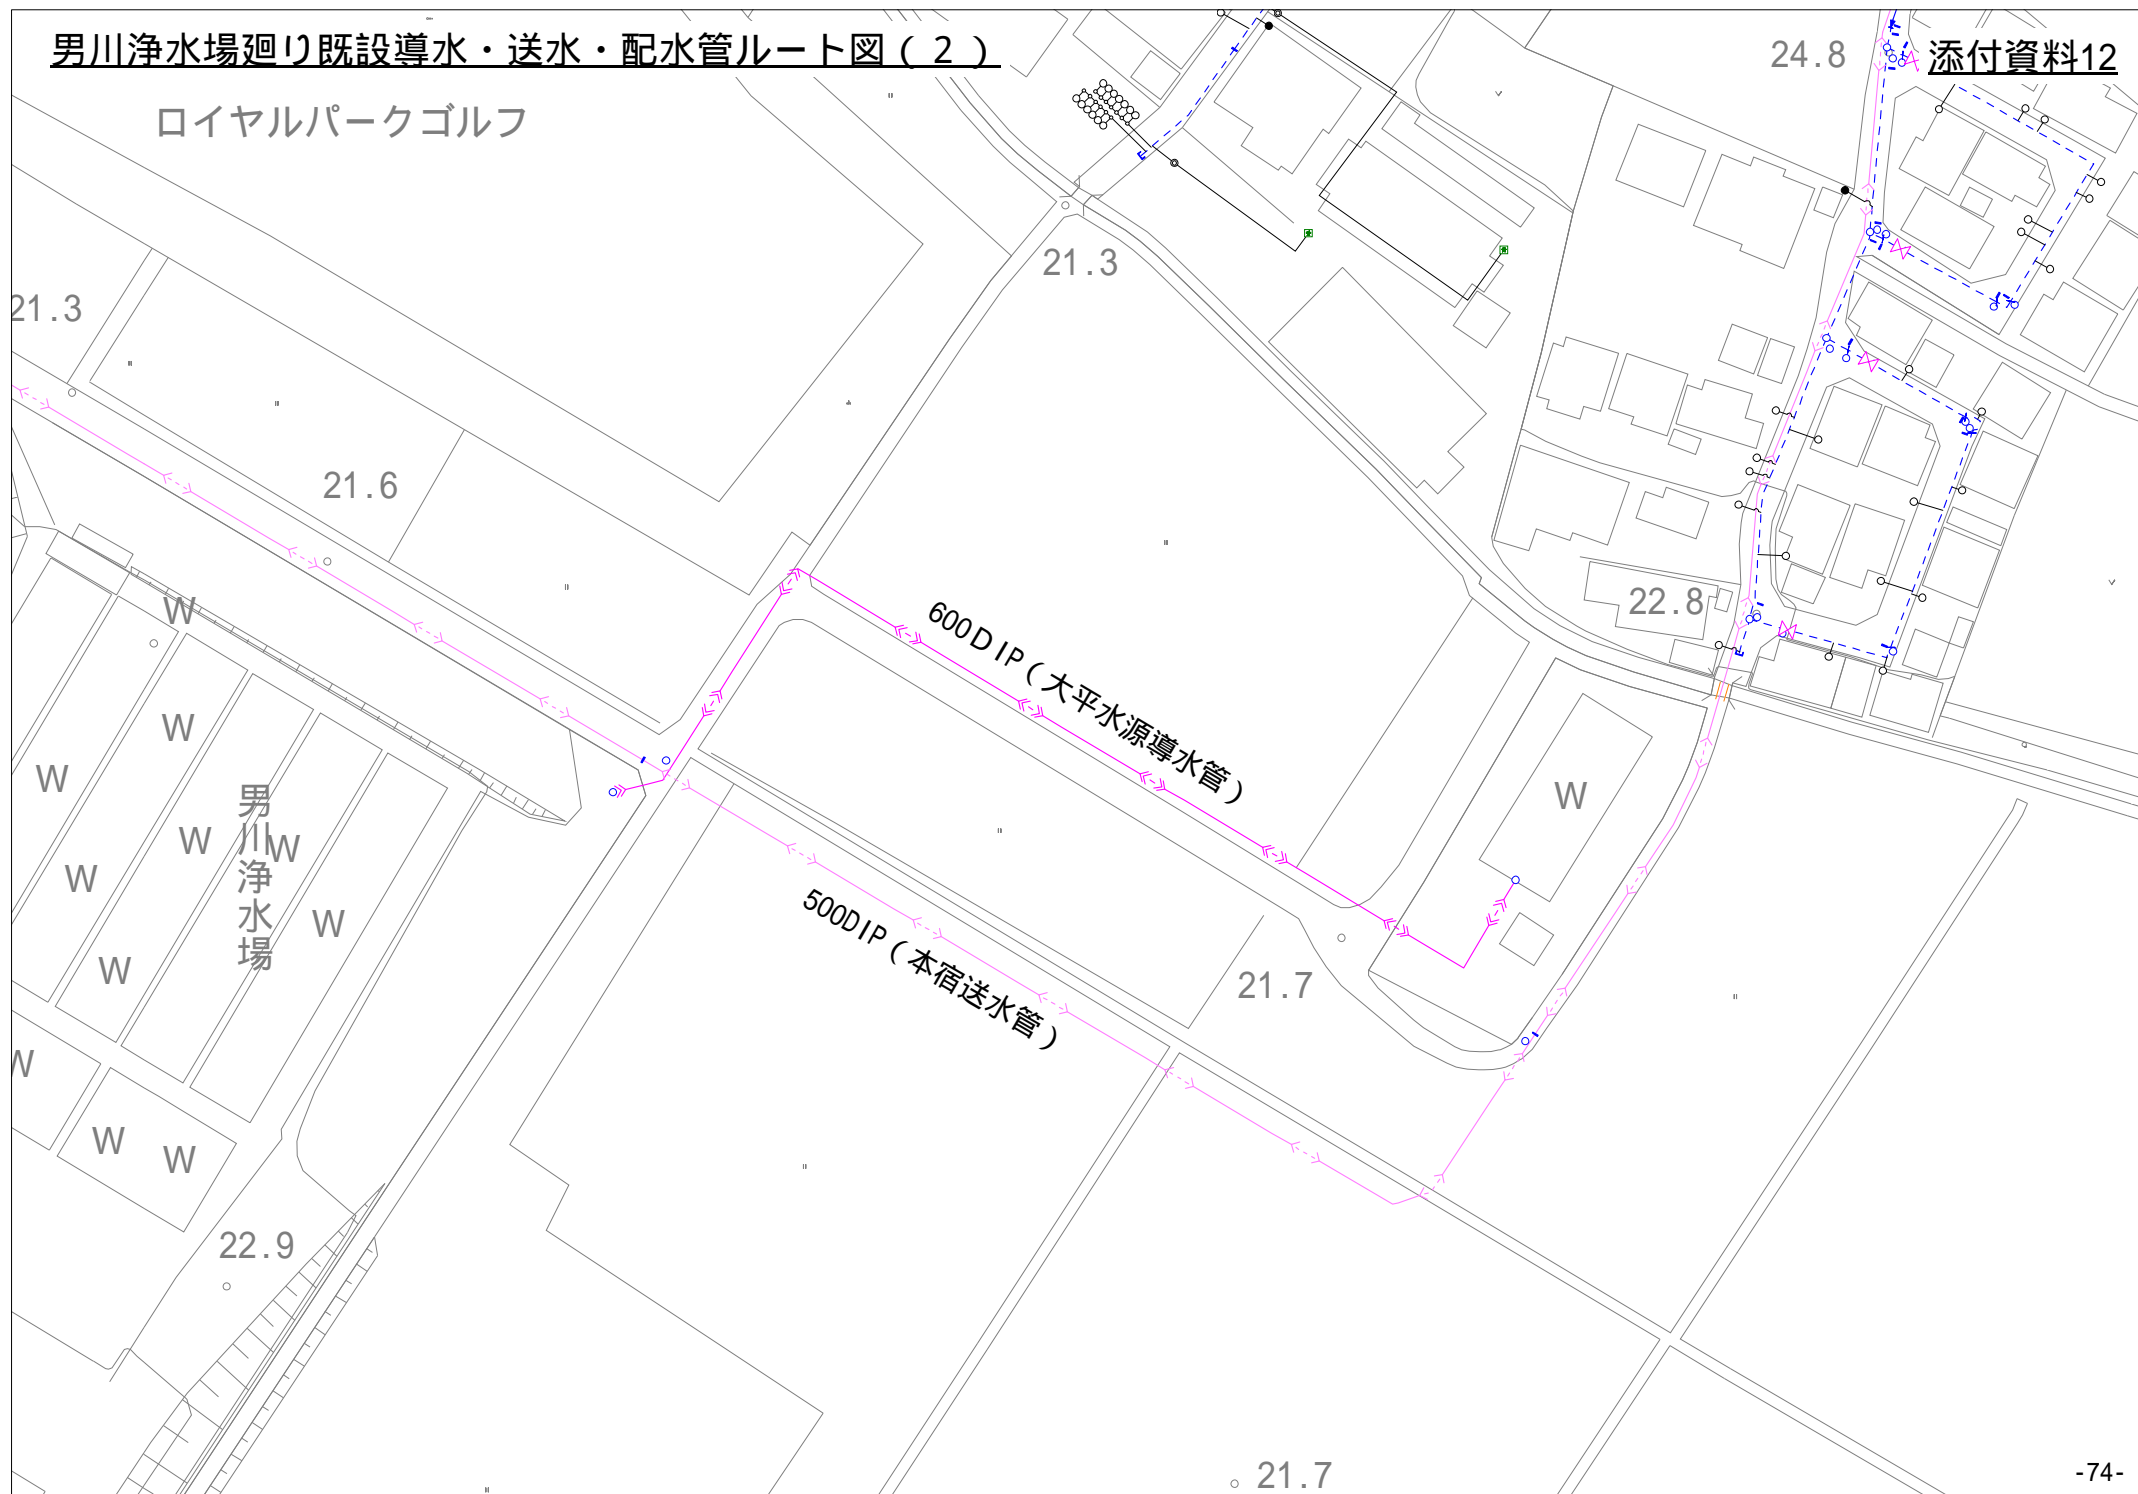 男川浄水場廻り既設導水・送水・配水管ルート図（２）
添付資料12
24.8
ロイヤルパークゴルフ
21.3
21.3
21.6
600DIP（大平水源導水管）
22.8
W
W
W
W
W
W
W
W
男川浄水場
W
W
500DIP（本宿送水管）
21.7
W
W
W
22.9
21.7
-74-